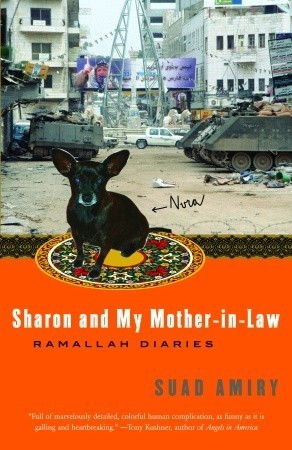 Nura
Sharon and My Mother-in-Law
RAMALLAH DIARIES
SUAD AMIRY
"Full of marvelously detailed, colorful human complication, as funny as it is
galling and heartbreaking." —Tony Kushner, author of Angels in America